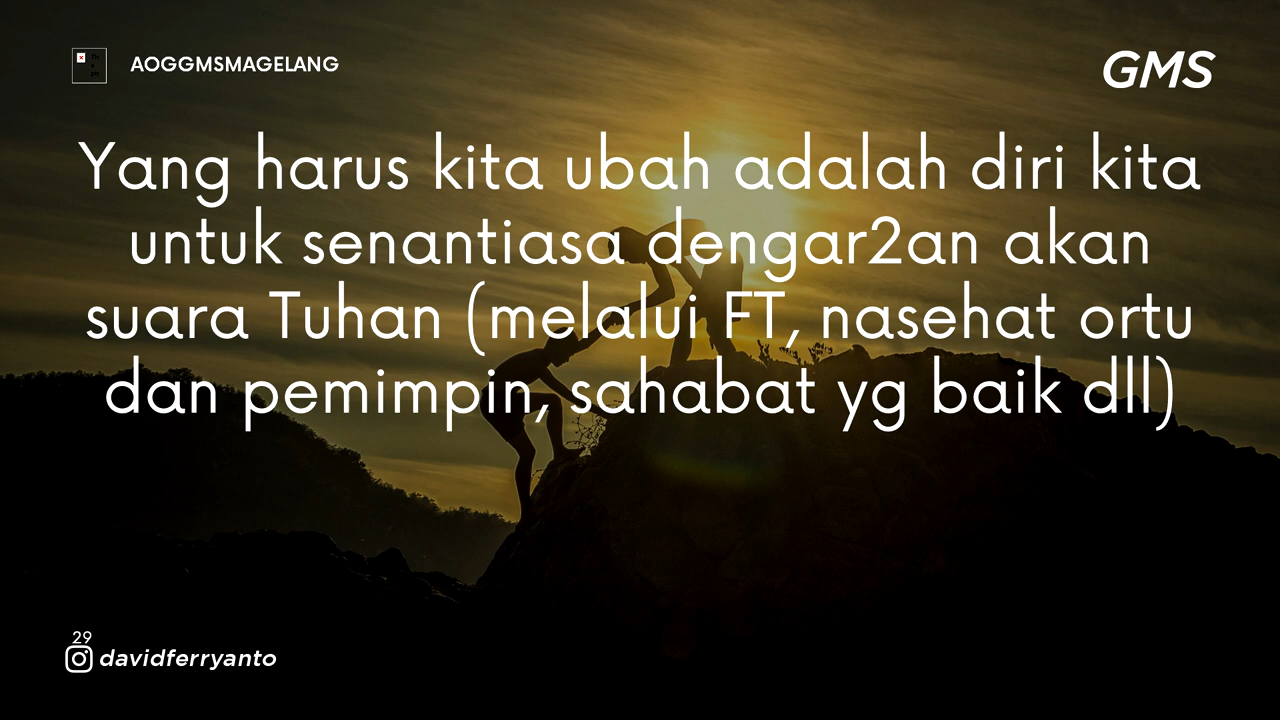 AOGGMSMAGELANG
GMS
Yang harus kita ubah adalah diri kita
untuk senantiasa dengar2an akan
suara Tuhan (melalui FT, nasehat ortu
dan pemimpin, sahabat yg baik dll)
29
davidferryanto